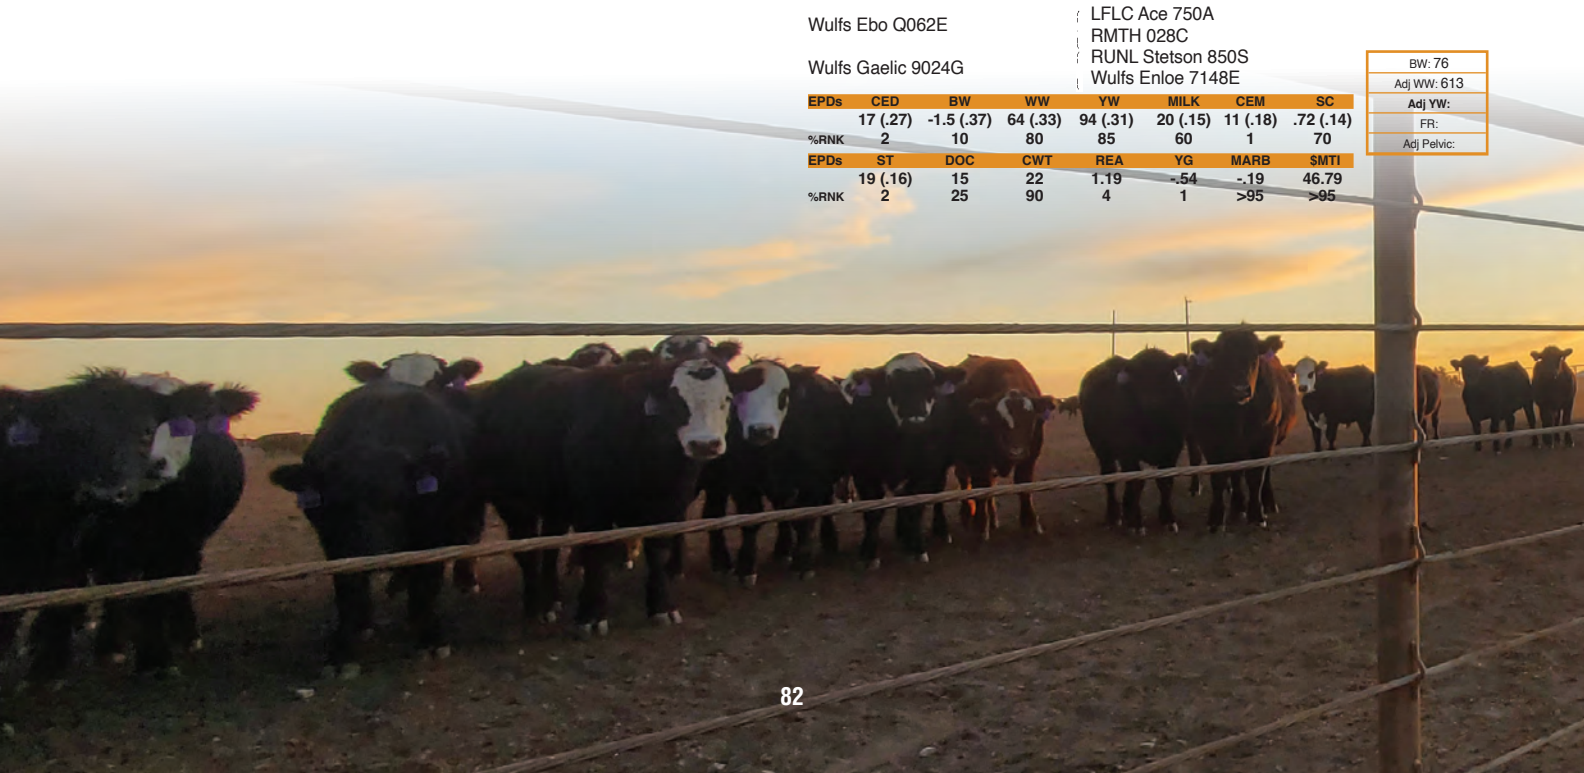 Wulfs Ebo Q062E
LFLC Ace 750A
RMTH 028C
Wulfs Gaelic 9024G
RUNL Stetson 850S
Wulfs Enloe 7148E
BW: 76
Adj WW: 613
Adj YW:
FR:
Adj Pelvic:
EPDs CED BW WW YW MILK CEM SC
17 (.27) -1.5 (.37) 64 (.33) 94 (.31) 20 (.15) 11 (.18) .72 (.14)
%RNK 2 10 80 85 60 1 70
EPDs ST DOC CWT REA YG MARB $MTI
19 (.16) 15 22 1.19 -.54 -.19 46.79
%RNK 2 25 90 4 1 >95 >95
82